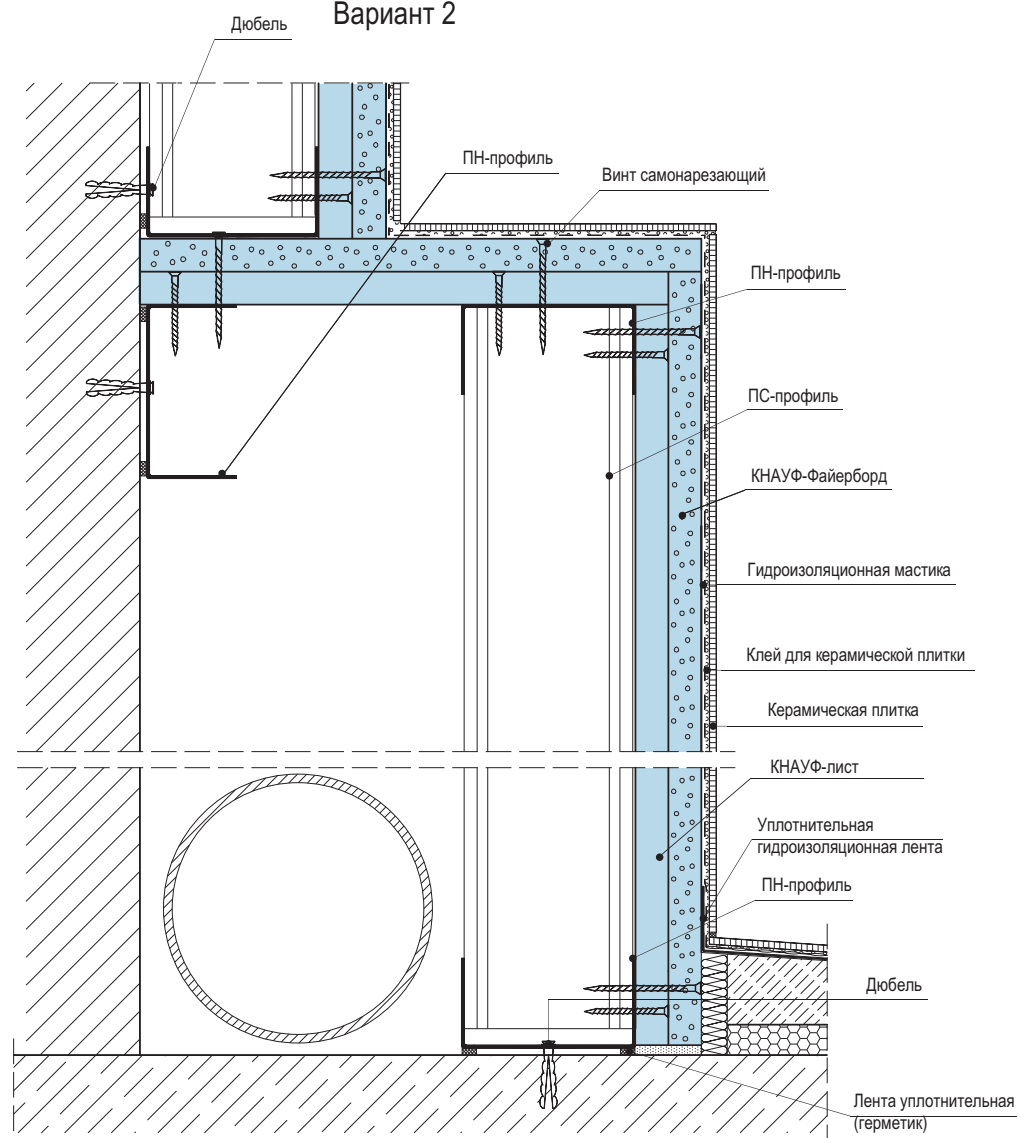 Вариант 2
Дюбель
ПН-профиль
Винт самонарезающий
ПН-профиль
ПС-профиль
КНАУФ-Файерборд
Гидроизоляционная мастика
Клей для керамической плитки
Керамическая плитка
КНАУФ-лист
Уплотнительная
гидроизоляционная лента
ПН-профиль
Дюбель
Лента уплотнительная
(герметик)